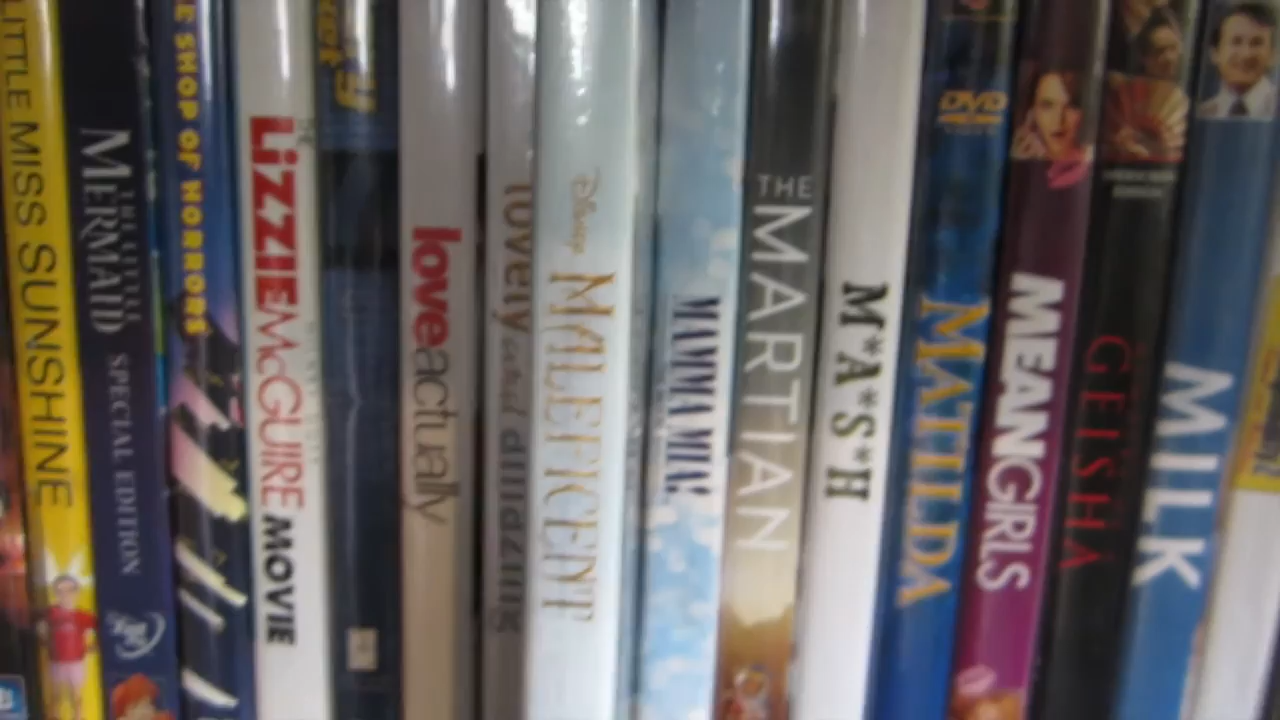 LITTLE MISS SUNSHINE
THE LITTLE
MERMAID SPECIAL EDITION
E SHOP OF HORRORS
THE
LIZZIE McGUIRE MOVIE
love actually
lovely and amazing
Disney
MALEFICENT
MAMMA MIA!
THE
MARTIAN
M*A*S*H
DVD
MATILDA
MEAN GIRLS
GEISHA
MILK